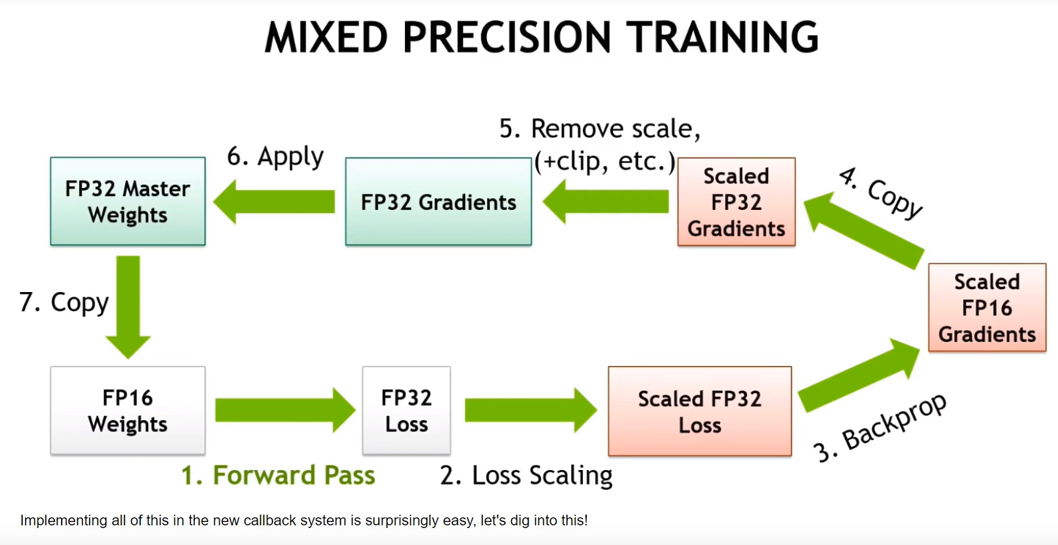 MIXED PRECISION TRAINING
5. Remove scale,
(+clip, etc.)
6. Apply
4. Copy
FP32 Master
Weights
FP32 Gradients
Scaled
FP32
Gradients
Scaled
FP16
Gradients
7. Copy
FP16
Weights
FP32
Loss
Scaled FP32
Loss
3. Backprop
1. Forward Pass
2. Loss Scaling
Implementing all of this in the new callback system is surprisingly easy, let's dig into this!